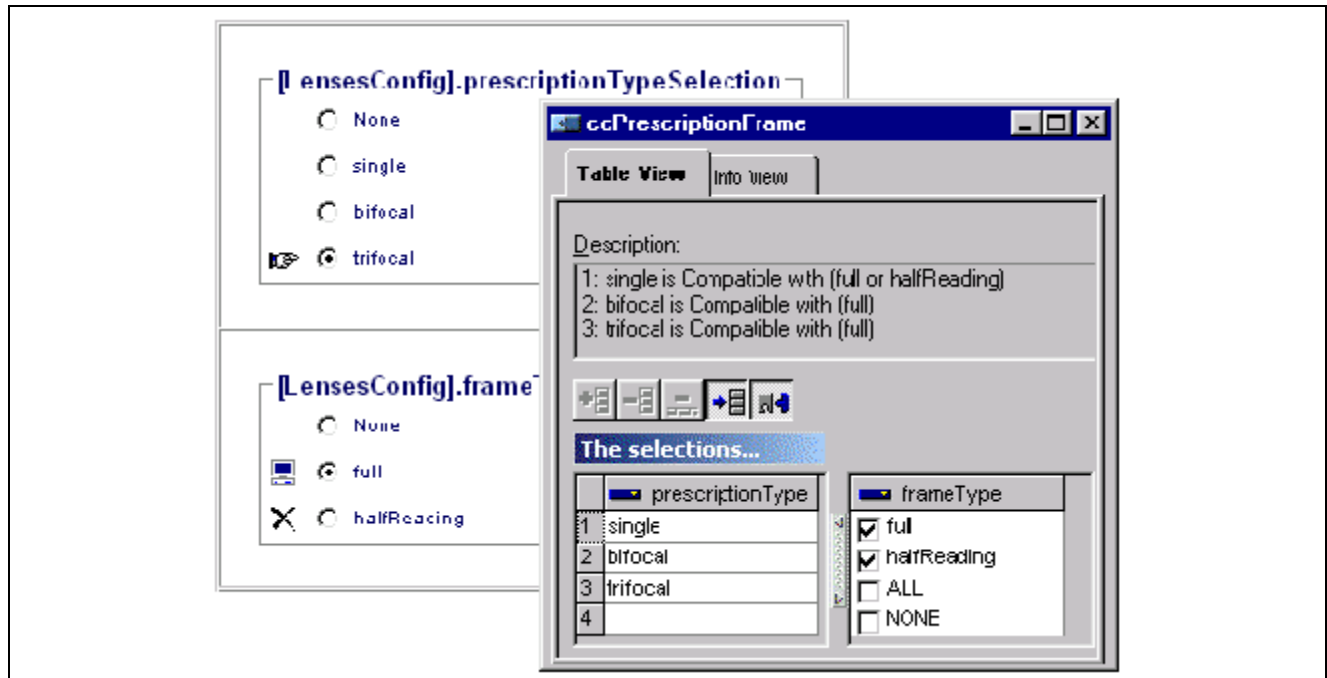 [LensesConfig].prescriptionTypeSelection
None
single
bifocal
trifocal
[LensesConfig].frameT
None
full
halfReading
ccPrescriptionFrame
Table View
Info View
Description:
1: single is Compatible with (full or halfReading)
2: bifocal is Compatible with (full)
3: trifocal is Compatible with (full)
The selections...
prescriptionType
1 single
2 bifocal
3 trifocal
4
frameType
full
halfReading
ALL
NONE